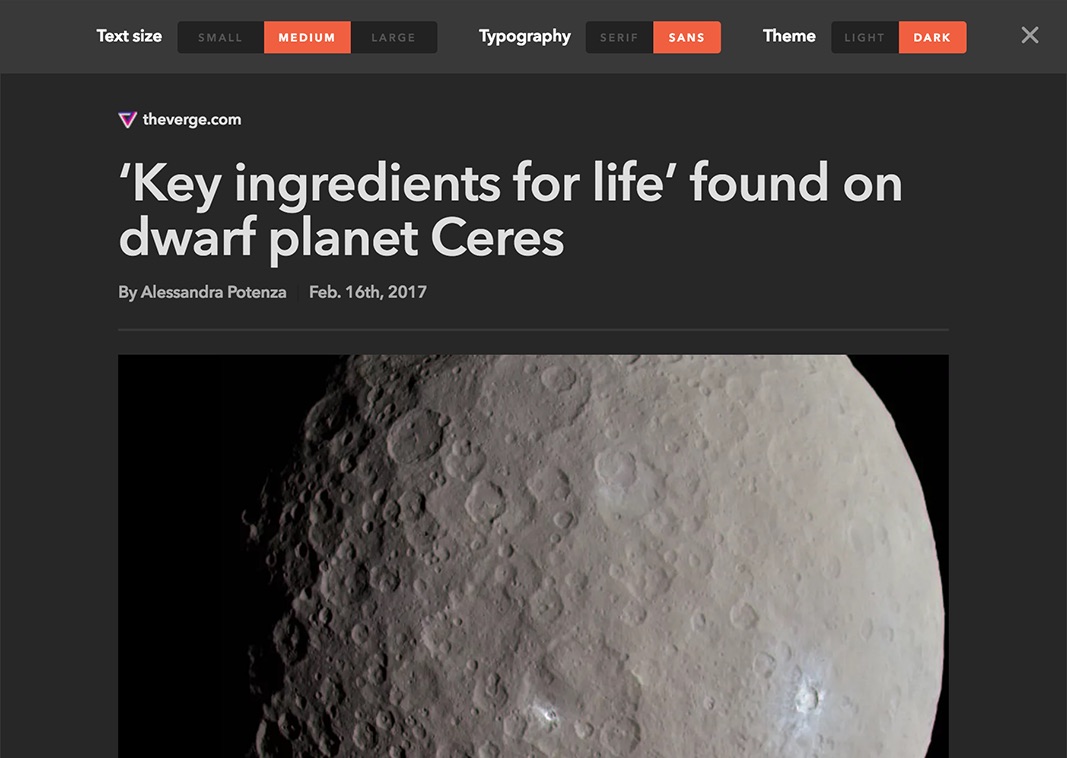 Text size SMALL MEDIUM LARGE Typography SERIF SANS Theme LIGHT DARK
theverge.com
‘Key ingredients for life’ found on
dwarf planet Ceres
By Alessandra Potenza Feb. 16th, 2017